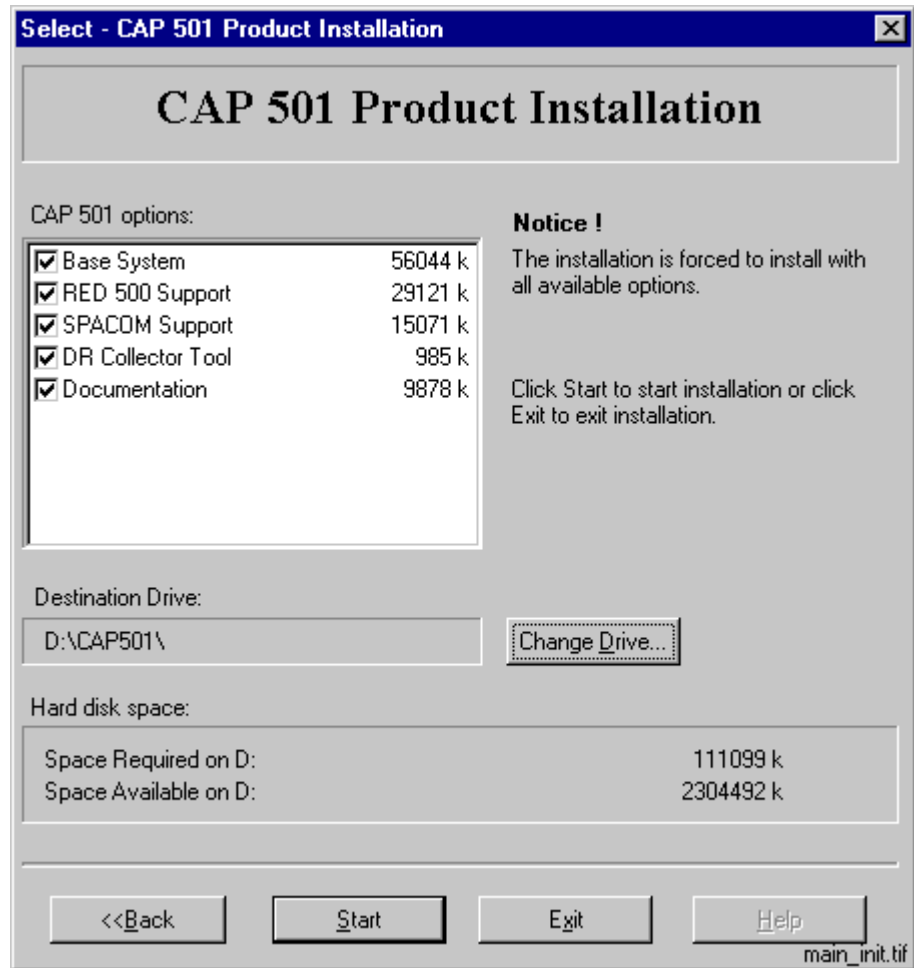 Select - CAP 501 Product Installation
CAP 501 Product Installation
CAP 501 options:
Base System 56044 k
RED 500 Support 29121 k
SPACOM Support 15071 k
DR Collector Tool 985 k
Documentation 9878 k
Notice !
The installation is forced to install with
all available options.
Click Start to start installation or click
Exit to exit installation.
Destination Drive:
D:\CAP501\
Change Drive...
Hard disk space:
Space Required on D: 111099 k
Space Available on D: 2304492 k
<<Back
Start
Exit
Help
main_init.tif